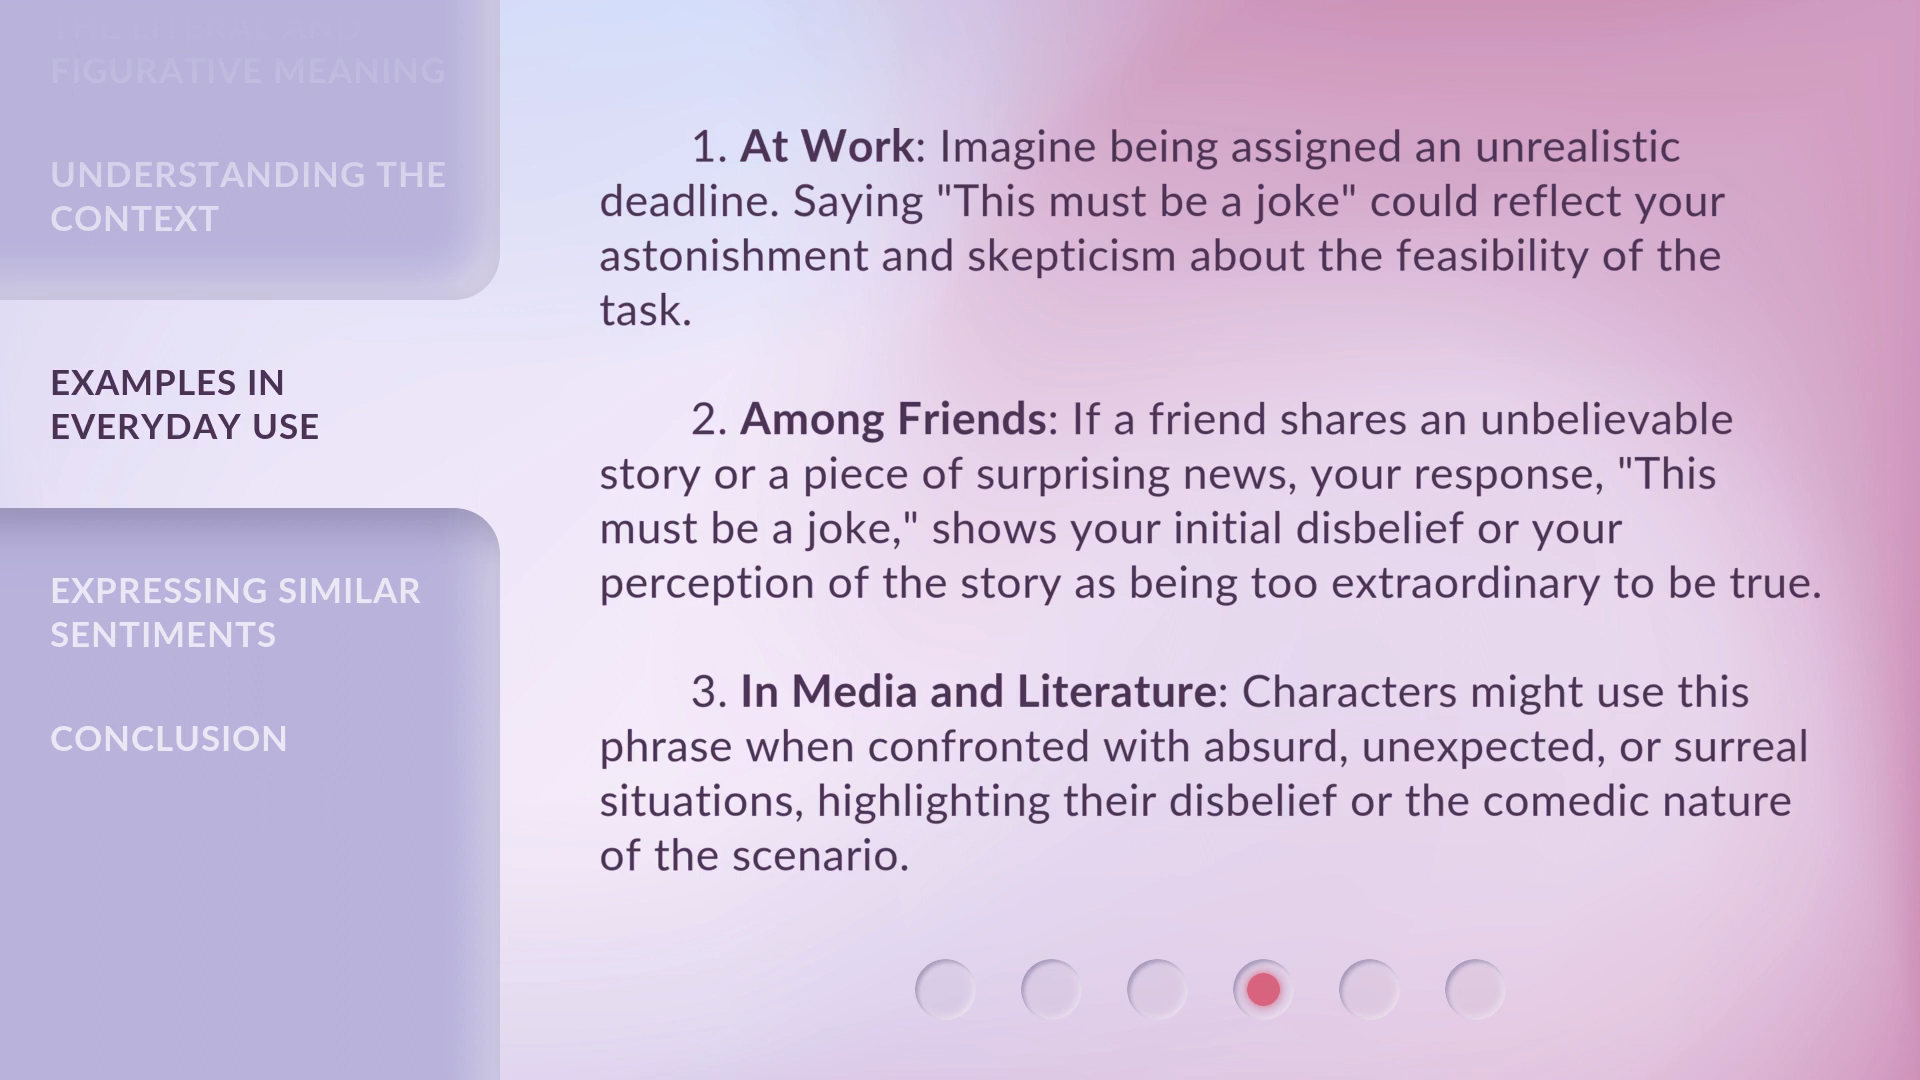 FIGURATIVE MEANING
UNDERSTANDING THE
CONTEXT
EXAMPLES IN
EVERYDAY USE
EXPRESSING SIMILAR
SENTIMENTS
CONCLUSION
1. At Work: Imagine being assigned an unrealistic
deadline. Saying "This must be a joke" could reflect your
astonishment and skepticism about the feasibility of the
task.
2. Among Friends: If a friend shares an unbelievable
story or a piece of surprising news, your response, "This
must be a joke," shows your initial disbelief or your
perception of the story as being too extraordinary to be true.
3. In Media and Literature: Characters might use this
phrase when confronted with absurd, unexpected, or surreal
situations, highlighting their disbelief or the comedic nature
of the scenario.